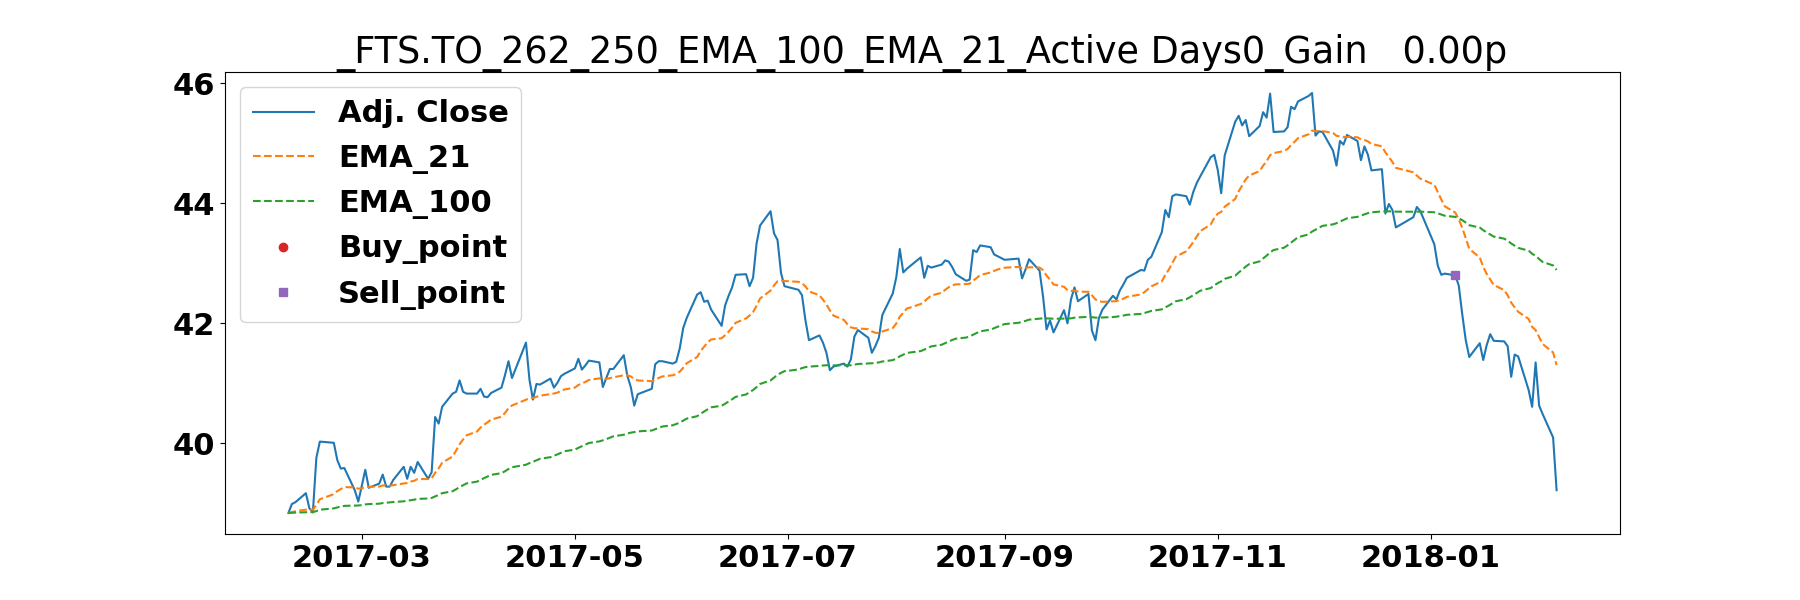 _FTS.TO_262_250_EMA_100_EMA_21_Active Days0_Gain   0.00p
46
44
42
40
Adj. Close
EMA_21
EMA_100
Buy_point
Sell_point
2017-03 2017-05 2017-07 2017-09 2017-11 2018-01